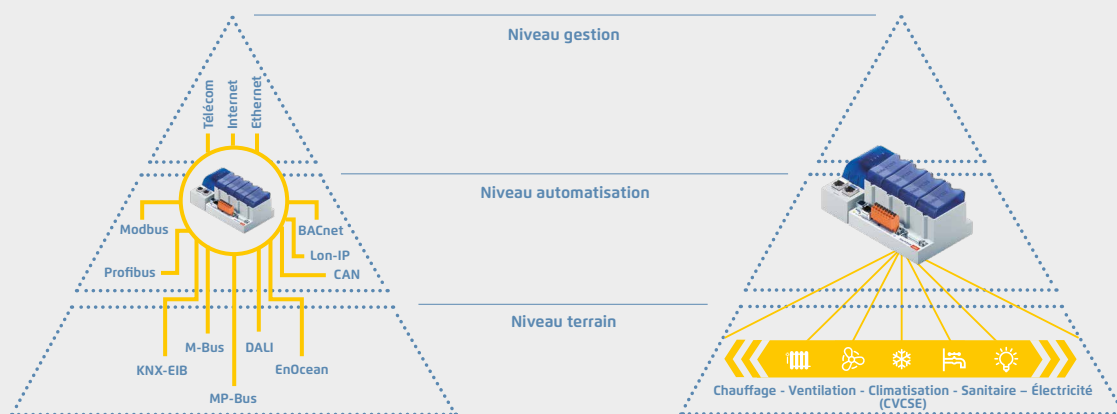 Niveau gestion
Télécom
Internet
Ethernet
Niveau automatisation
Modbus
BACnet
Lon-IP
Profibus
CAN
Niveau terrain
M-Bus
DALI
KNX-EIB
EnOcean
MP-Bus
Chauffage - Ventilation - Climatisation - Sanitaire – Électricité
(CVCSE)